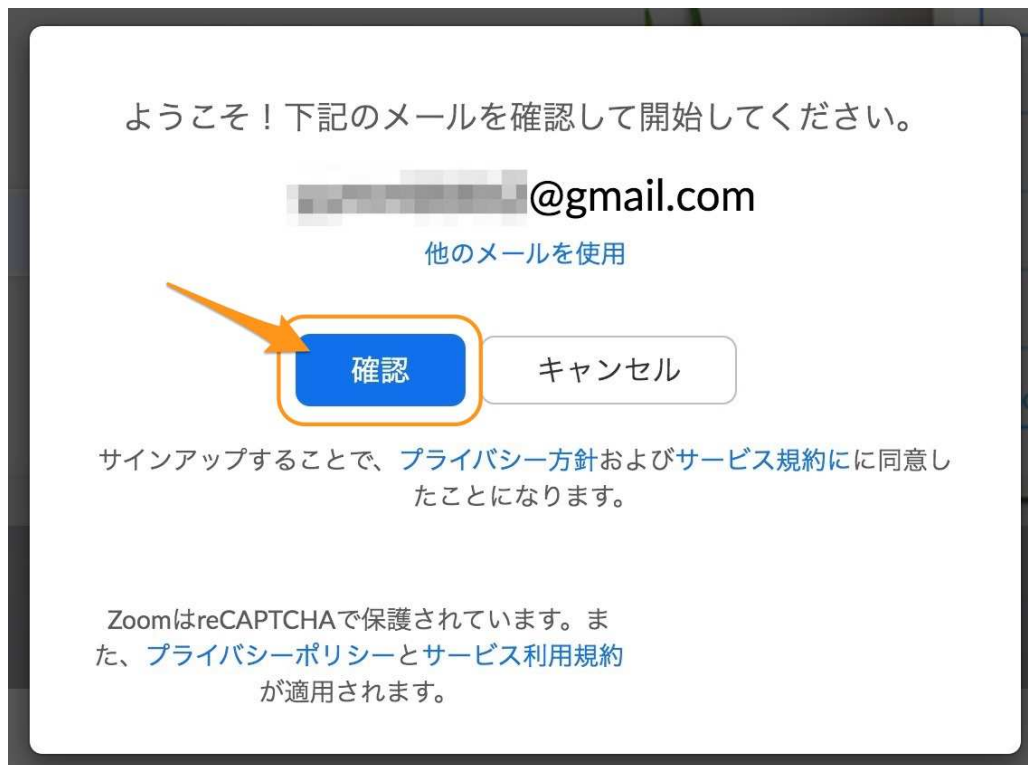 ようこそ！下記のメールを確認して開始してください。
@gmail.com
他のメールを使用
確認
キャンセル
サインアップすることで、プライバシー方針およびサービス規約にに同意し
たことになります。
ZoomはreCAPTCHAで保護されています。ま
た、プライバシーポリシーとサービス利用規約
が適用されます。